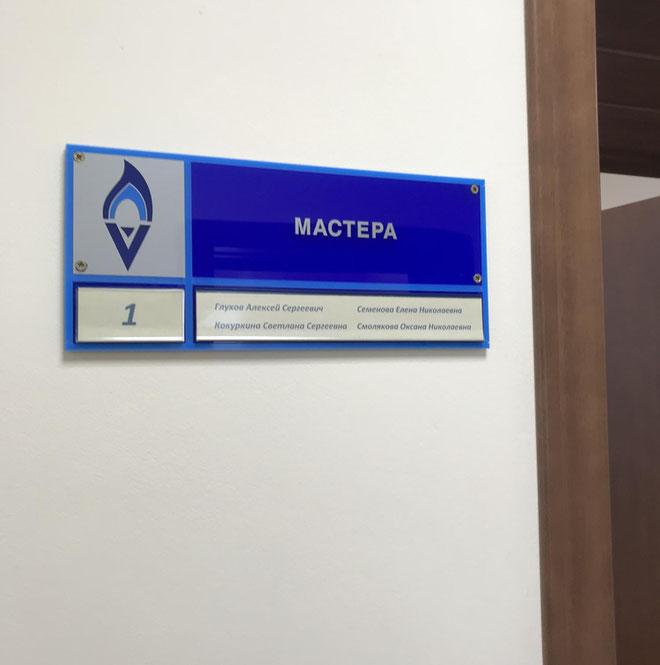 МАСТЕРА
1
Глухов Алексей Сергеевич
Семенова Елена Николаевна
Кокуркина Светлана Сергеевна
Смолякова Оксана Николаевна